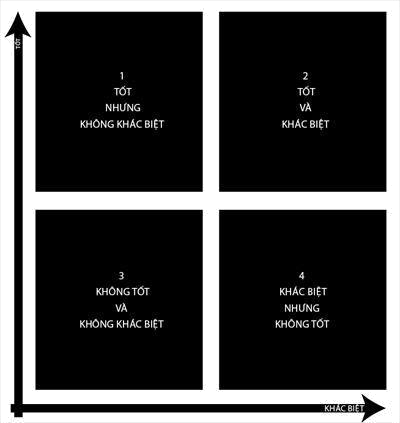 TỐT
1
TỐT
NHƯNG
KHÔNG KHÁC BIỆT
2
TỐT
VÀ
KHÁC BIỆT
3
KHÔNG TỐT
VÀ
KHÔNG KHÁC BIỆT
4
KHÁC BIỆT
NHƯNG
KHÔNG TỐT
KHÁC BIỆT